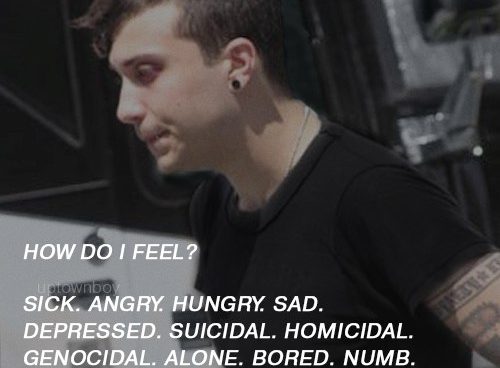 HOW DO I FEEL?
uptownboy
SICK. ANGRY. HUNGRY. SAD.
DEPRESSED. SUICIDAL. HOMICIDAL.
GENOCIDAL. ALONE. BORED. NUMB.